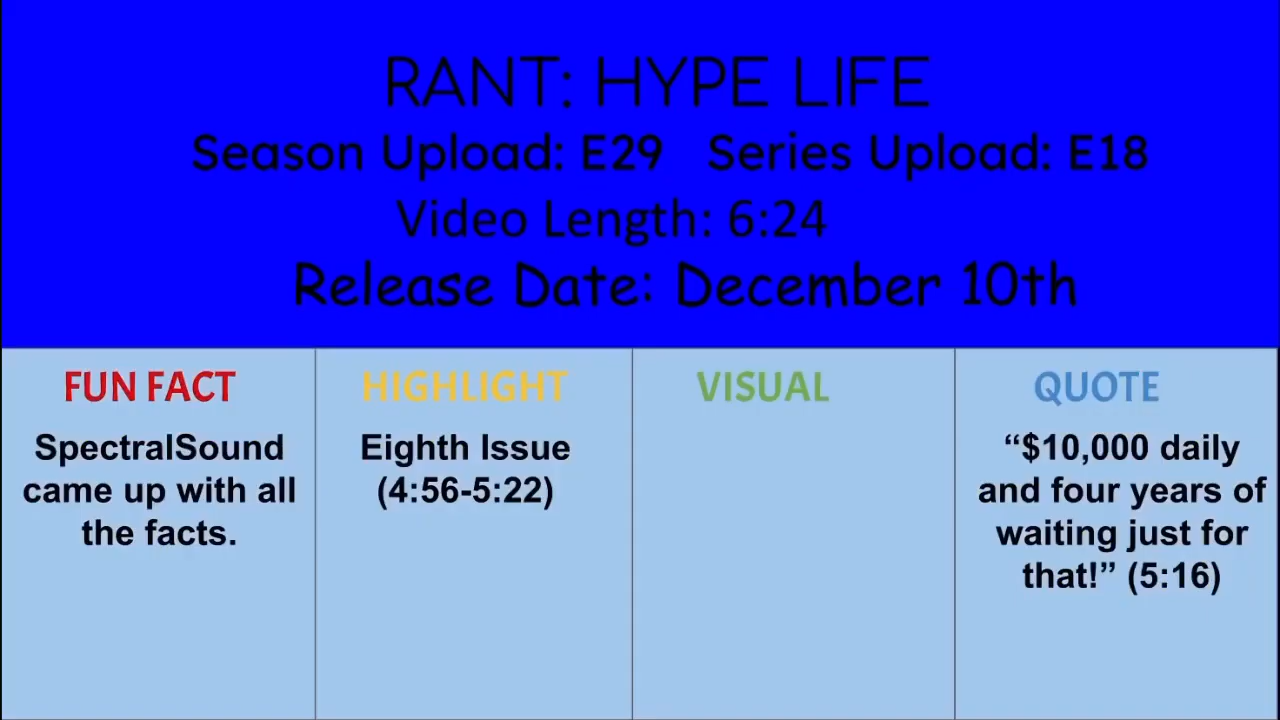 RANT: HYPE LIFE
Season Upload: E29 Series Upload: E18
Video Length: 6:24
Release Date: December 10th
FUN FACT
SpectralSound
came up with all
the facts.
HIGHLIGHT
Eighth Issue
(4:56-5:22)
VISUAL
QUOTE
“$10,000 daily
and four years of
waiting just for
that!” (5:16)